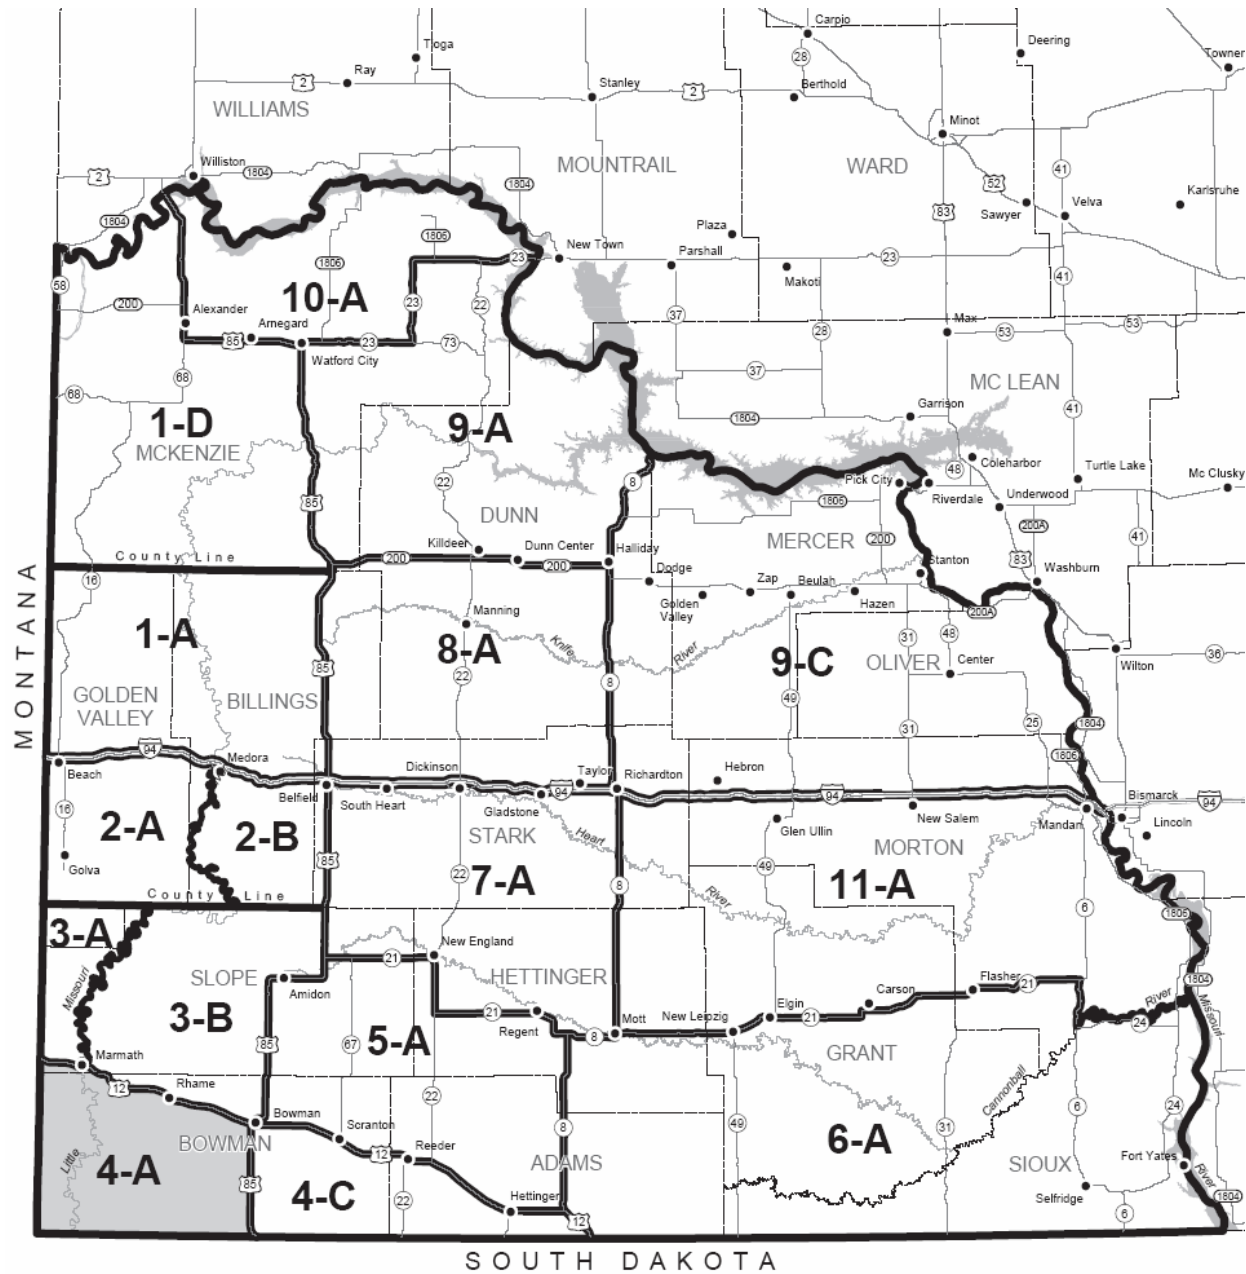 Carpio
Deering
Towner
Tioga
Ray
2
Stanley
2
28
Berthold
WILLIAMS
Minot
Williston
1804
2
MOUNTRAIL
WARD
41
52
1804
1804
Karlsruhe
Sawyer
Velva
83
Plaza
1806
New Town
Parshall
23
23
1806
Makoti
41
58
10-A
200
Alexander
Arnegard
23
22
37
28
Max
53
53
85
23
73
Watford City
68
68
37
MC LEAN
1-D
9-A
1804
Garrison
41
MCKENZIE
Coleharbor
48
Turtle Lake
Mc Clusky
22
8
Pick City
Riverdale
85
1806
Underwood
DUNN
200A
MERCER
200
41
County Line
Killdeer
Dunn Center
200
200
Halliday
83
Stanton
16
Dodge
Zap
Beulah
Washburn
Golden
Valley
Hazen
200A
Manning
1-A
8-A
Knife
River
31
48
9-C
OLIVER
Center
Wilton
36
85
22
8
GOLDEN
VALLEY
BILLINGS
49
MONTANA
31
25
1804
94
1806
Medora
Beach
Dickinson
Taylor
Richardton
Hebron
Belfield
South Heart
Gladstone
94
94
Bismarck
94
16
Mandan
Lincoln
2-A
2-B
STARK
Heart
Glen Ullin
New Salem
MORTON
85
Golva
22
7-A
8
49
11-A
County Line
River
6
1806
3-A
New England
21
SLOPE
HETTINGER
Amidon
Flasher
21
1804
Missouri
Carson
River
Missouri
3-B
21
Regent
Mott
New Leipzig
Elgin
21
24
85
5-A
67
8
GRANT
Marmath
12
Rhame
22
Cannonball
Bowman
Scranton
6
24
BOWMAN
8
49
31
12
Reeder
6-A
Little
4-A
ADAMS
SIOUX
Fort Yates
River
85
4-C
22
Hettinger
Selfridge
1804
12
6
SOUTH DAKOTA